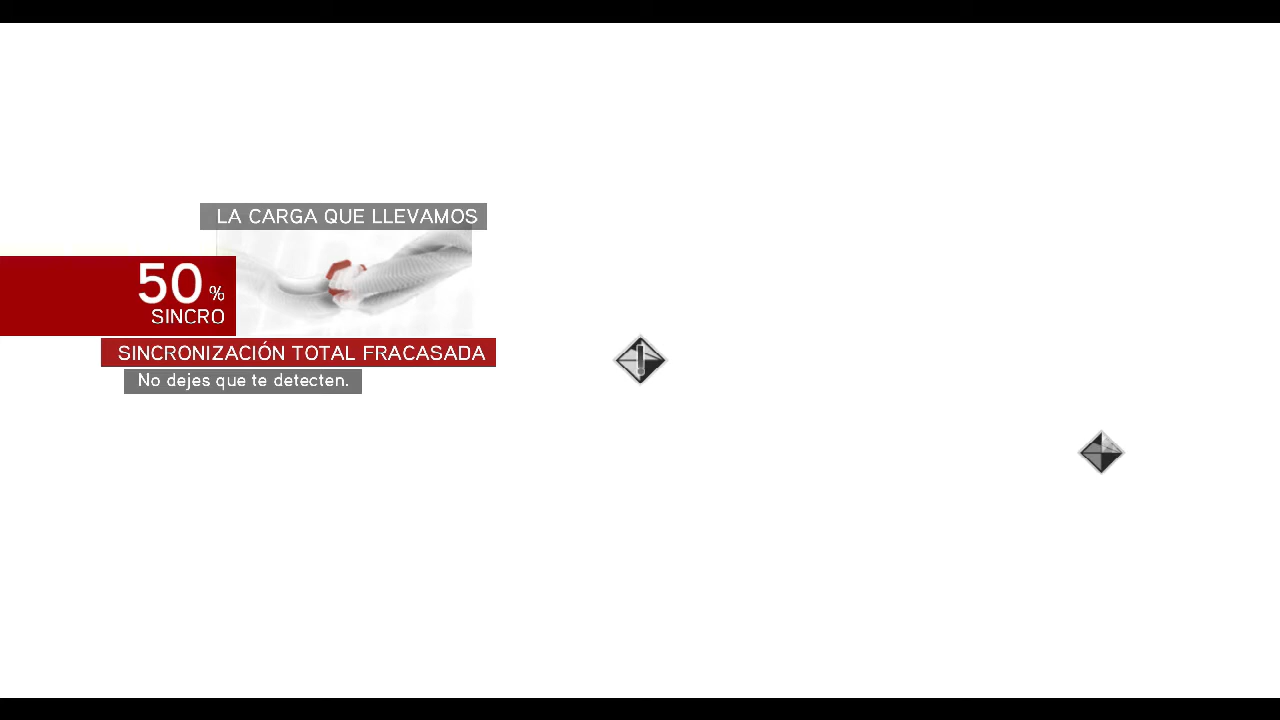 LA CARGA QUE LLEVAMOS
50 %
SINCRO
SINCRONIZACIÓN TOTAL FRACASADA
No dejes que te detecten.